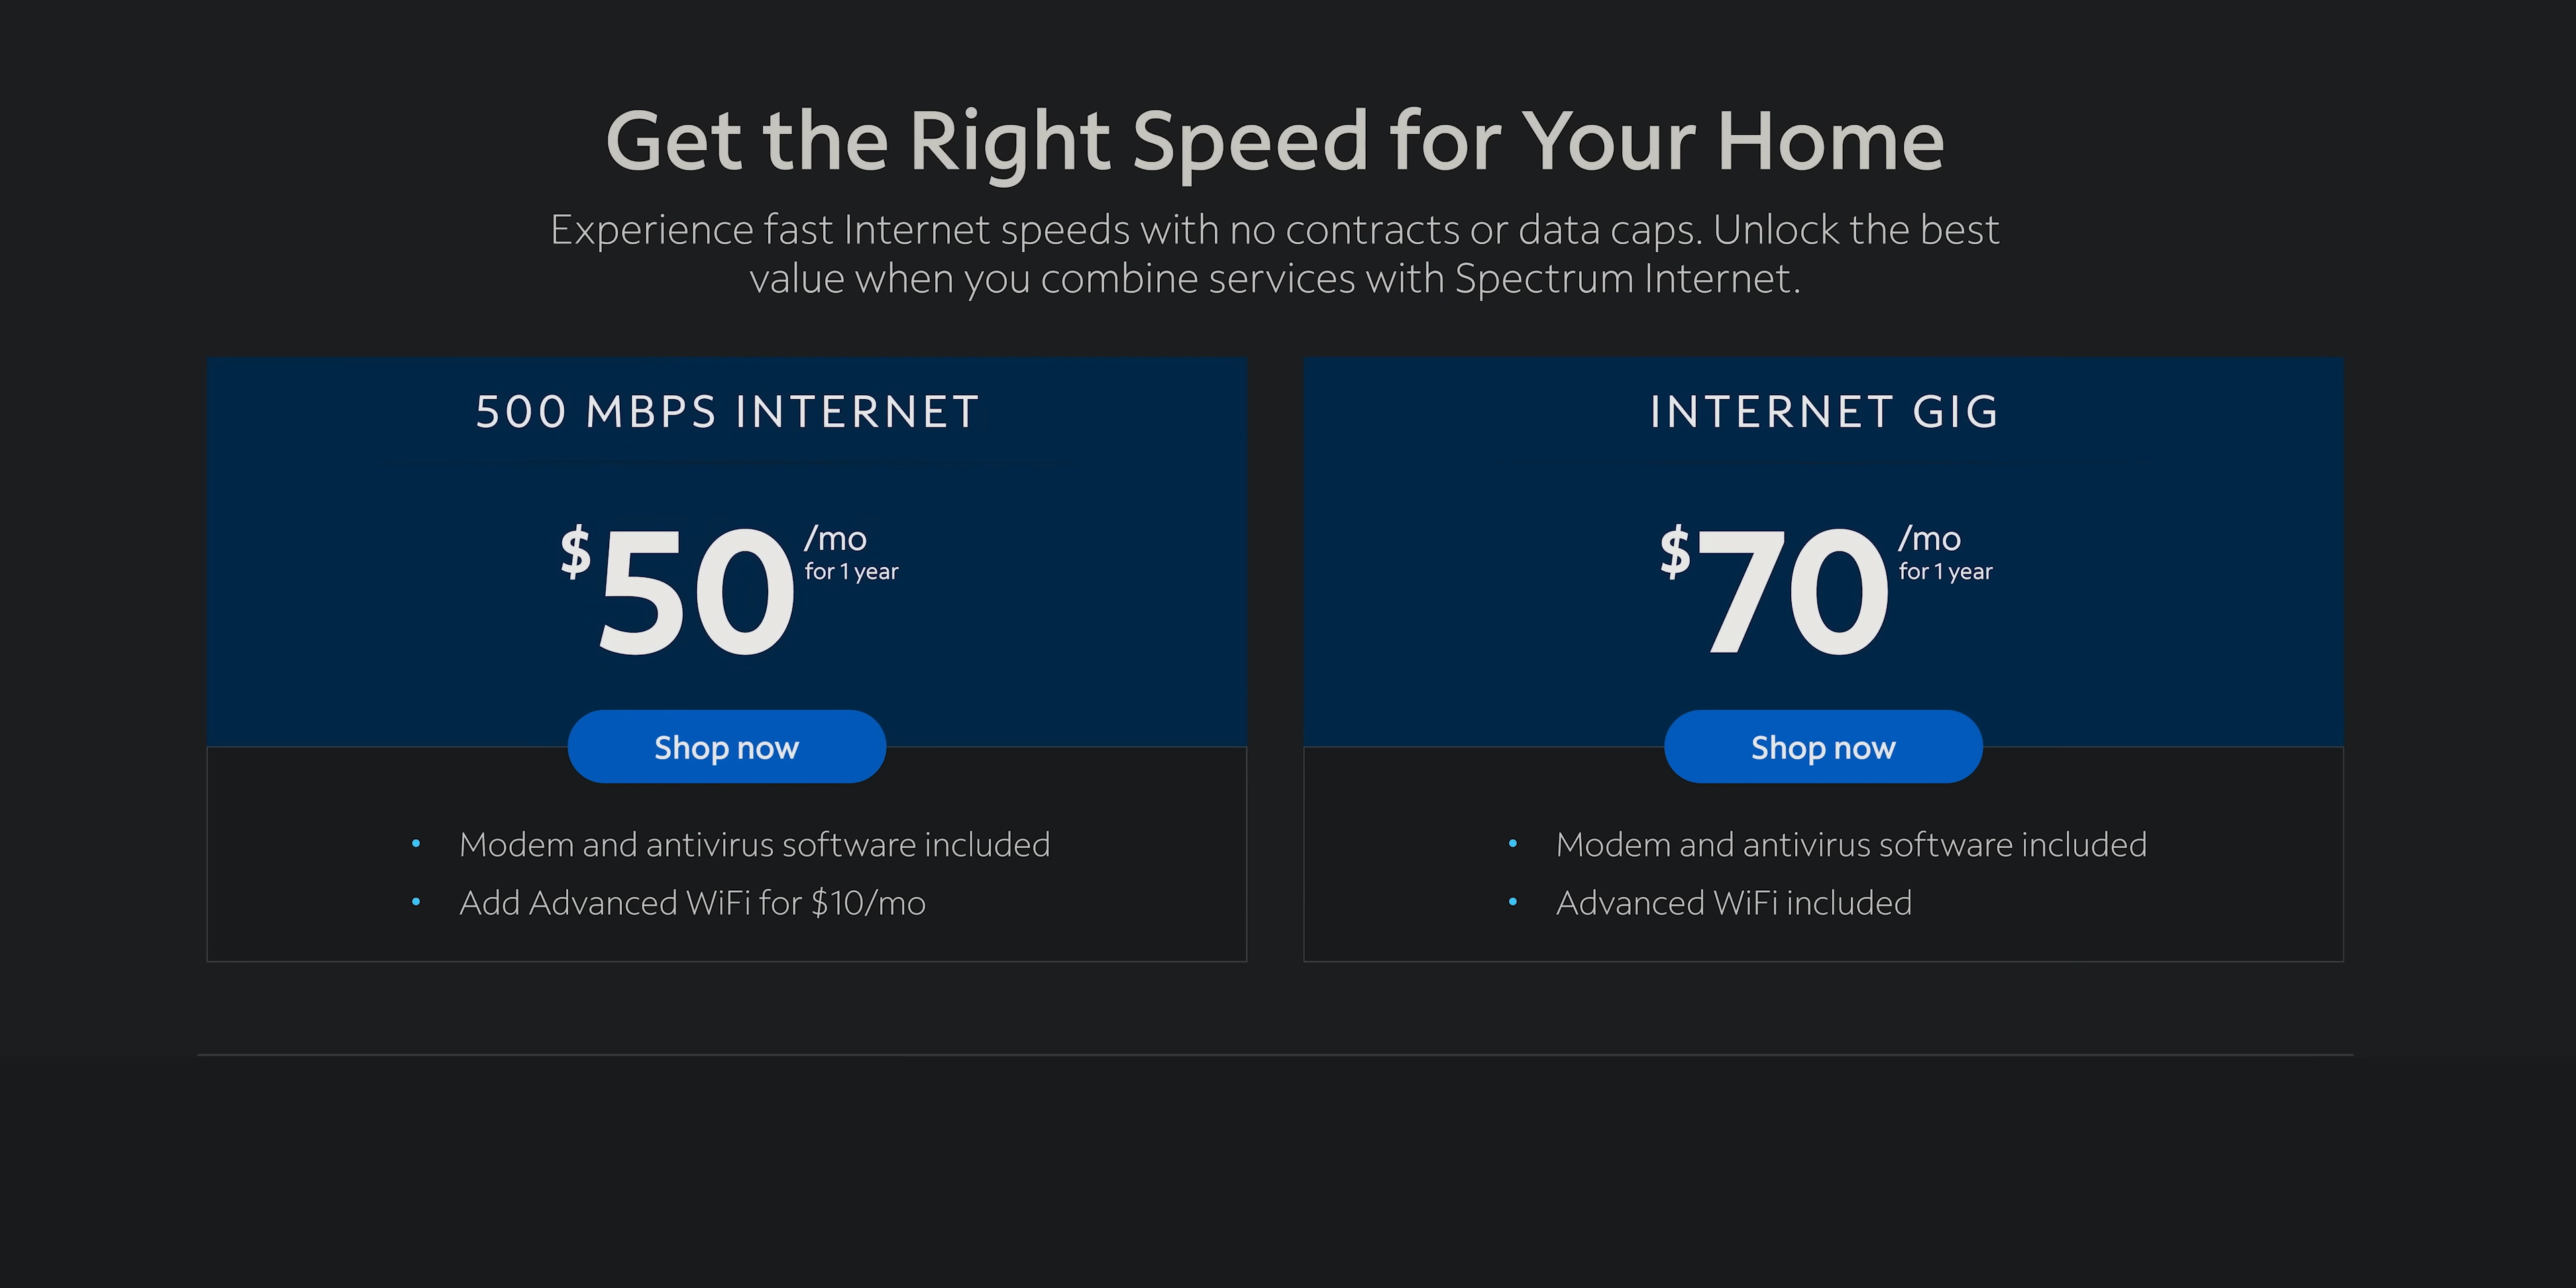 Get the Right Speed for Your Home
Experience fast Internet speeds with no contracts or data caps. Unlock the best
value when you combine services with Spectrum Internet.
500 MBPS INTERNET
$50 /mo
for 1 year
Shop now
• Modem and antivirus software included
• Add Advanced WiFi for $10/mo
INTERNET GIG
$70 /mo
for 1 year
Shop now
• Modem and antivirus software included
• Advanced WiFi included